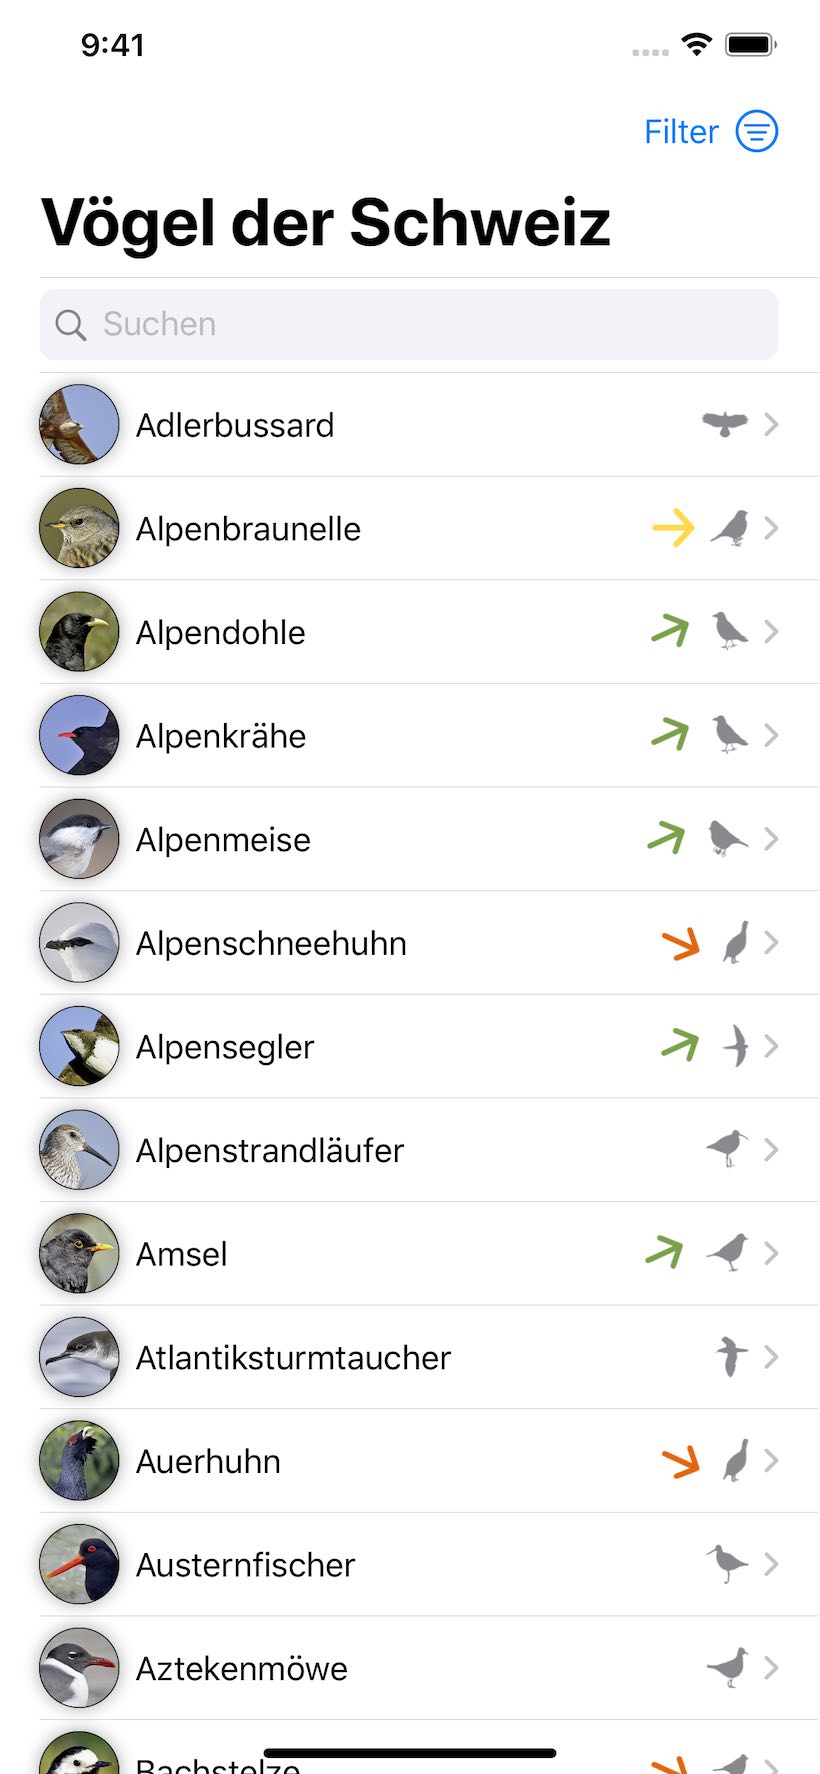 9:41
Filter
Vögel der Schweiz
Suchen
Adlerbussard
Alpenbraunelle
Alpendohle
Alpenkrähe
Alpenmeise
Alpenschneehuhn
Alpensegler
Alpenstrandläufer
Amsel
Atlantiksturmtaucher
Auerhuhn
Austernfischer
Aztekenmöwe
Bachstelze